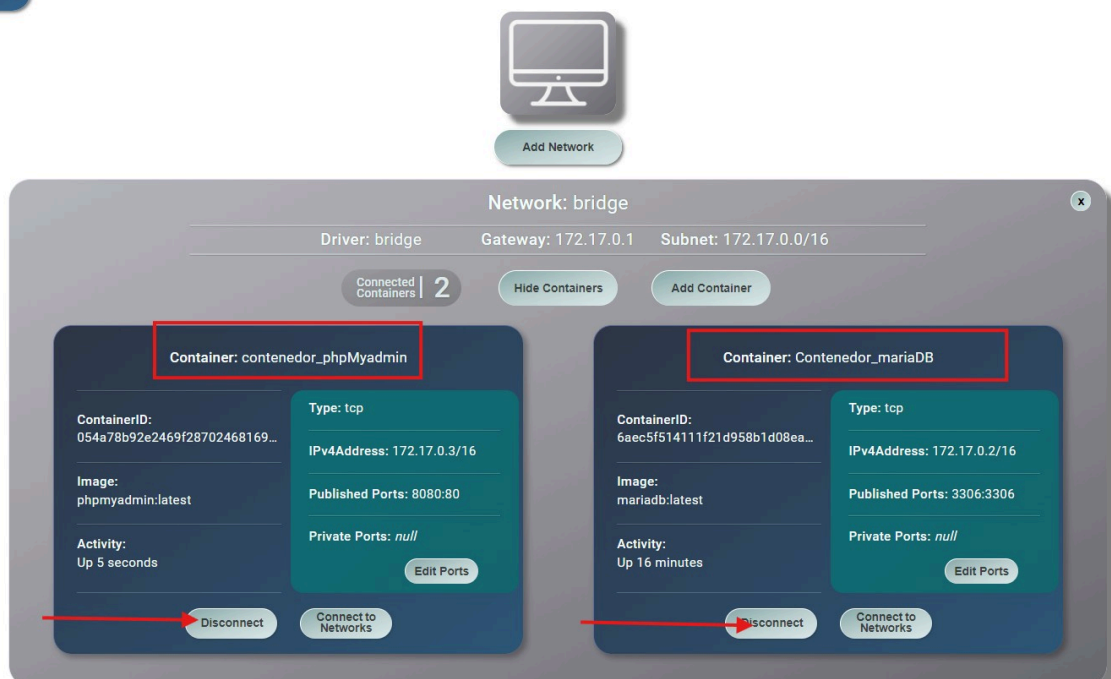 Add Network
Network: bridge
x
Driver: bridge Gateway: 172.17.0.1 Subnet: 172.17.0.0/16
Connected
Containers 2
Hide Containers
Add Container
Container: contenedor_phpMyadmin
ContainerID:
054a78b92e2469f28702468169...
Image:
phpmyadmin:latest
Activity:
Up 5 seconds
Type: tcp
IPv4Address: 172.17.0.3/16
Published Ports: 8080:80
Private Ports: null
Edit Ports
Disconnect
Connect to
Networks
Container: Contenedor_mariaDB
ContainerID:
6aec5f514111f21d958b1d08ea...
Image:
mariadb:latest
Activity:
Up 16 minutes
Type: tcp
IPv4Address: 172.17.0.2/16
Published Ports: 3306:3306
Private Ports: null
Edit Ports
Disconnect
Connect to
Networks